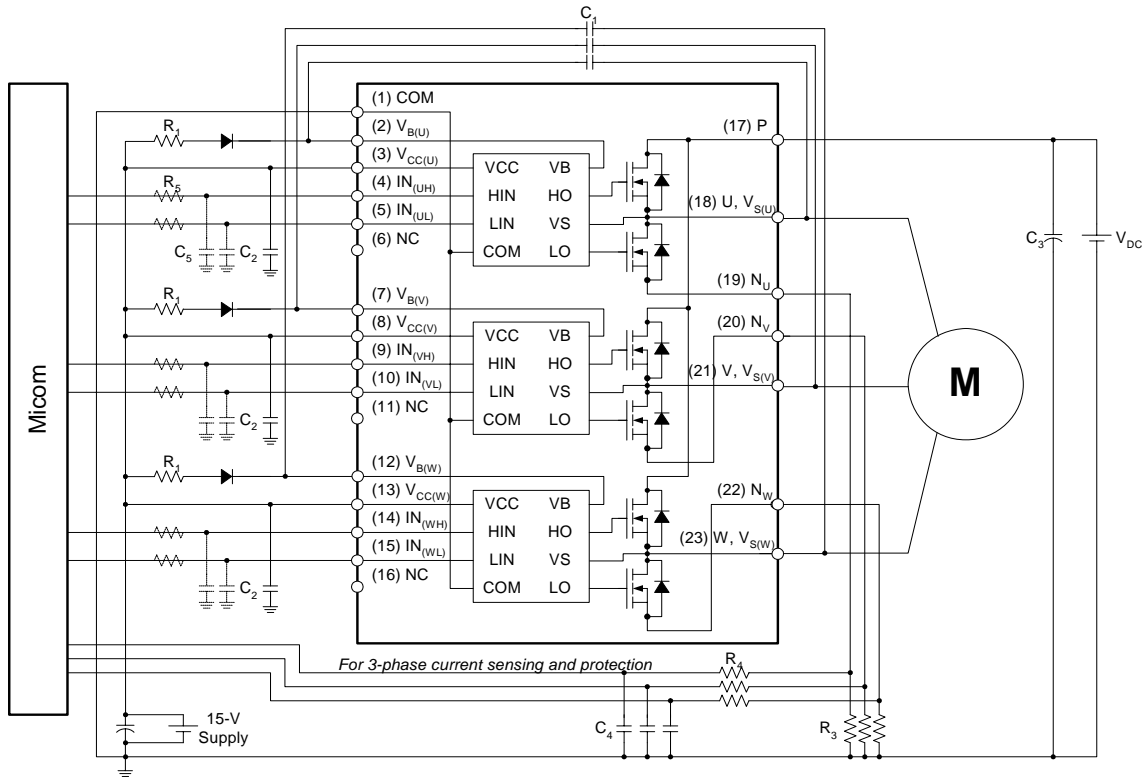 C1
Micom
R1
R5
C5
C2
R1
C2
R1
C2
15-V
Supply
(1) COM
(2) VB(U)
(3) VCC(U)
(4) IN(UH)
(5) IN(UL)
(6) NC
(7) VB(V)
(8) VCC(V)
(9) IN(VH)
(10) IN(VL)
(11) NC
(12) VB(W)
(13) VCC(W)
(14) IN(WH)
(15) IN(WL)
(16) NC
VCC VB
HIN HO
LIN VS
COM LO
VCC VB
HIN HO
LIN VS
COM LO
VCC VB
HIN HO
LIN VS
COM LO
(17) P
(18) U, VS(U)
(19) NU
(20) NV
(21) V, VS(V)
(22) NW
(23) W, VS(W)
C3
VDC
M
For 3-phase current sensing and protection
R4
C4
R3